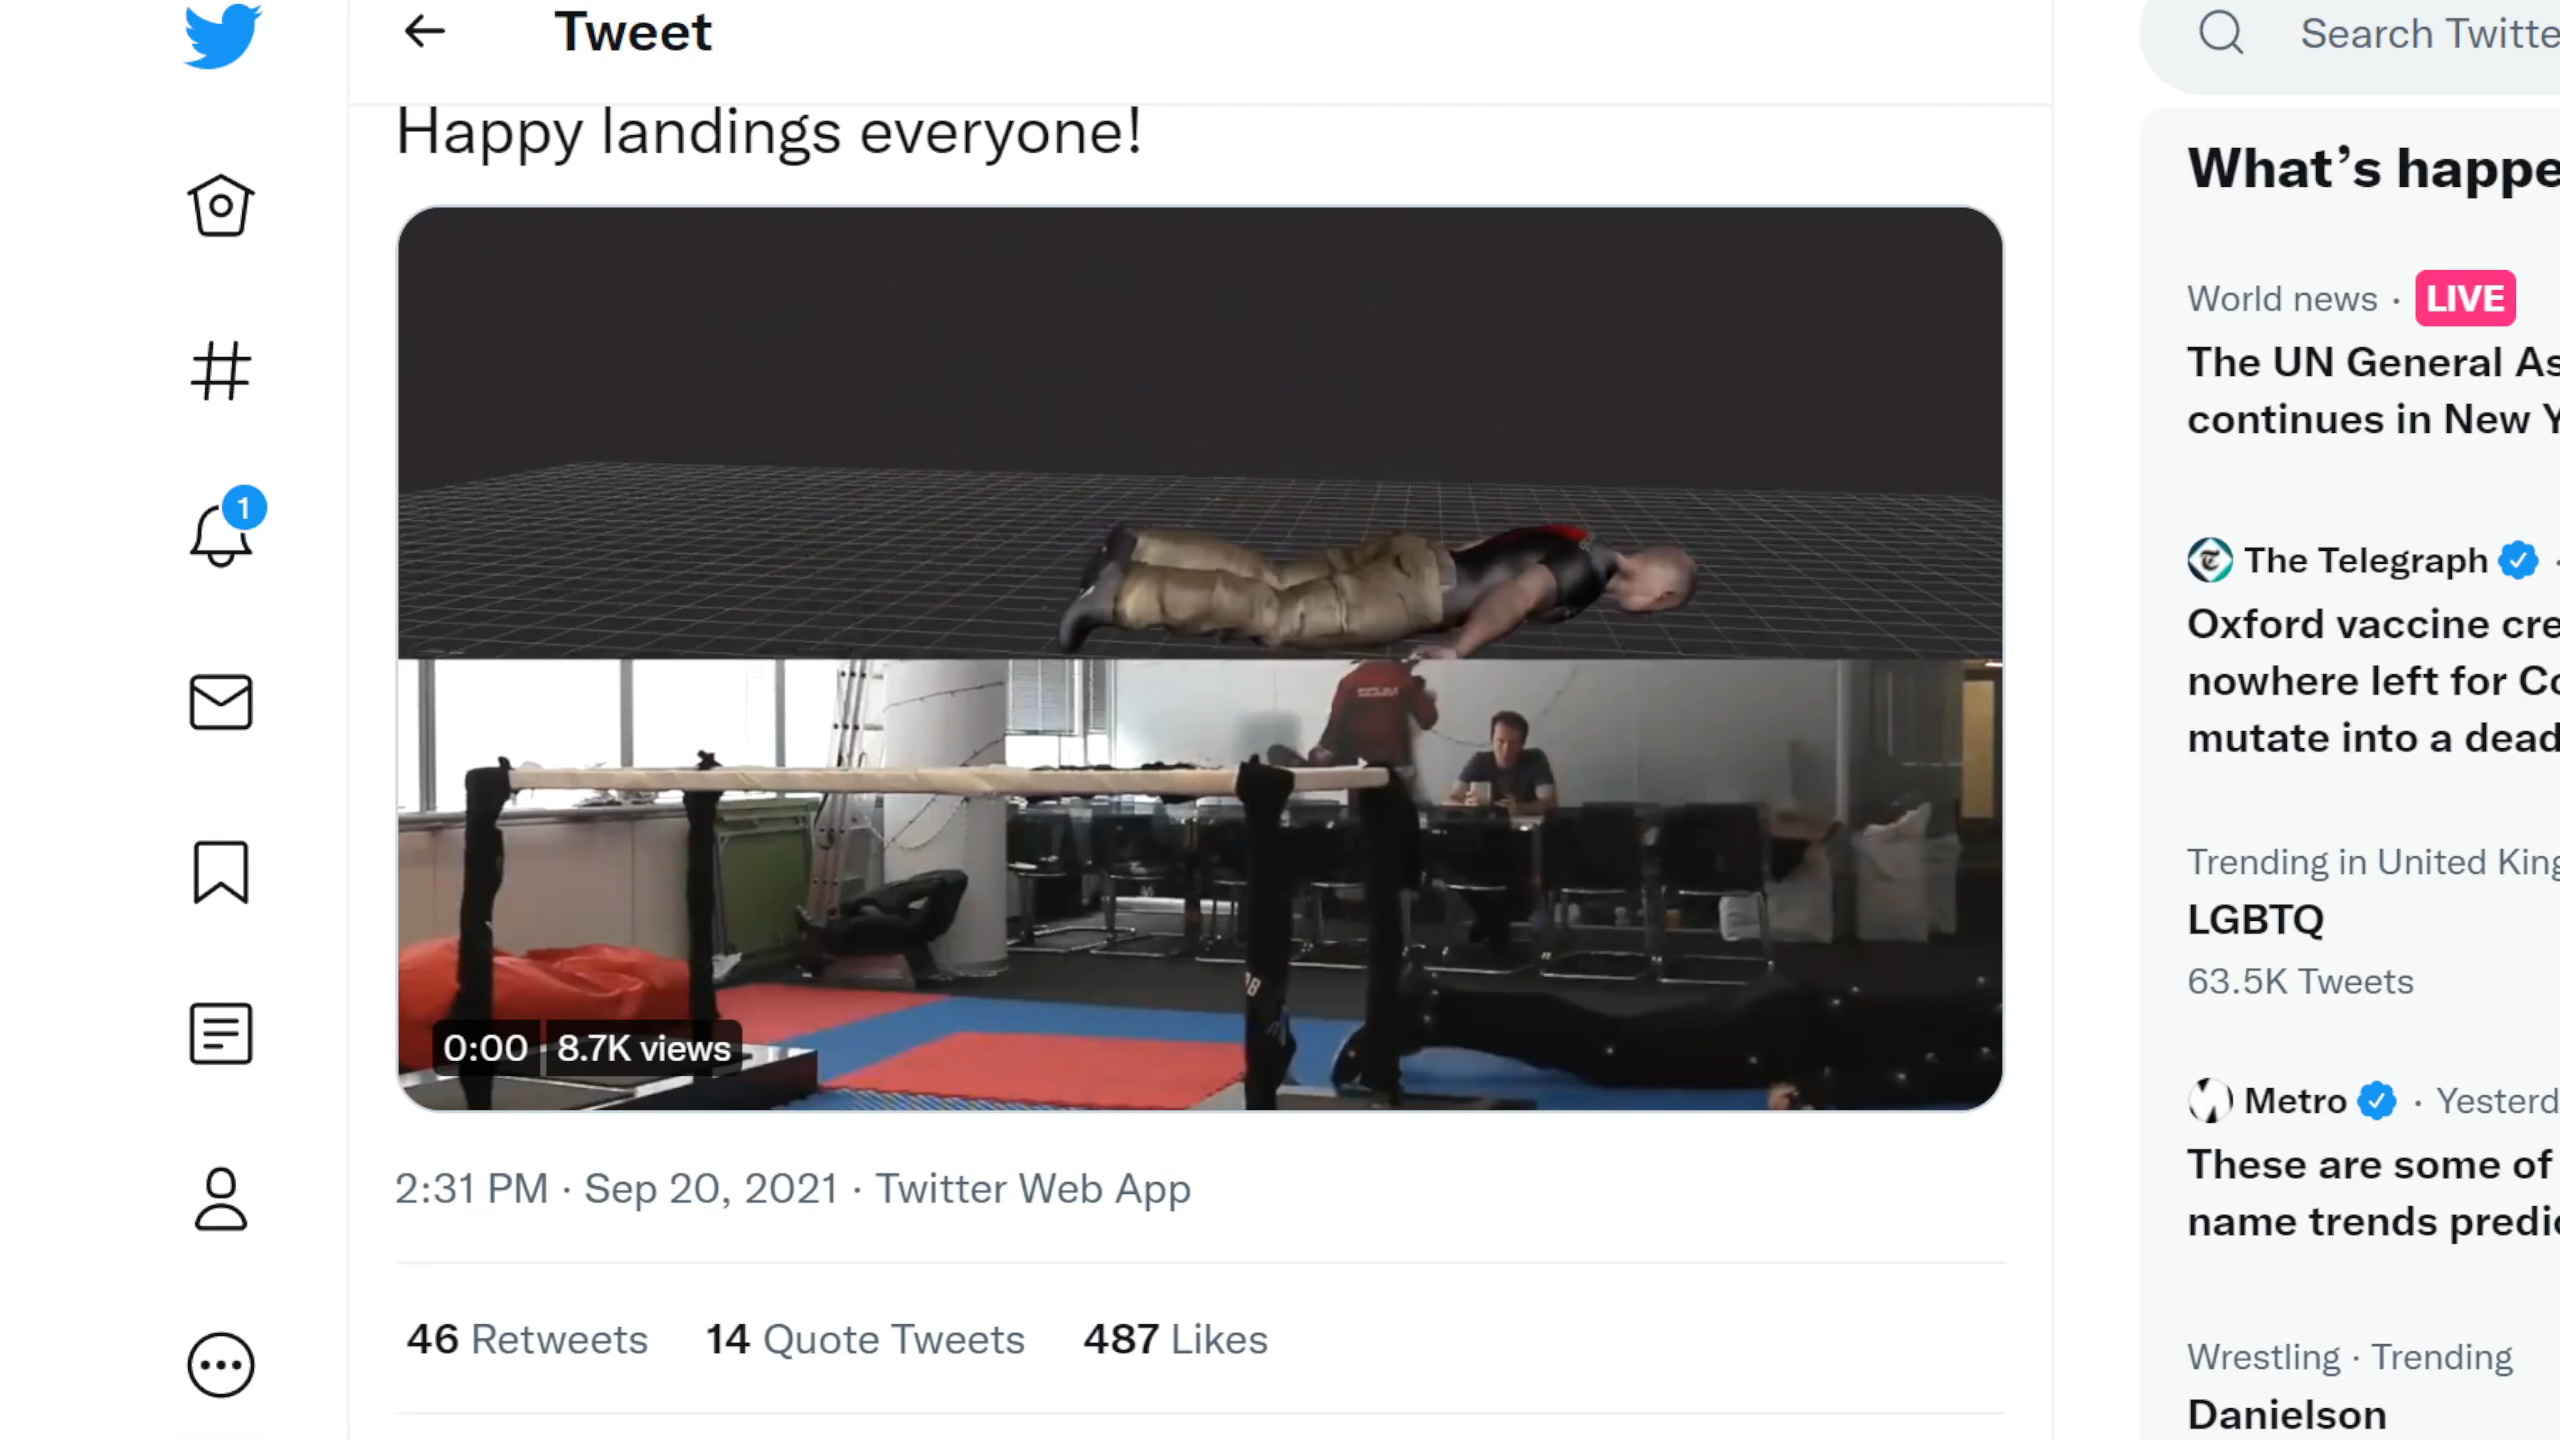 Tweet
Happy landings everyone!
1
0:00 8.7K views
2:31 PM · Sep 20, 2021 · Twitter Web App
46 Retweets 14 Quote Tweets 487 Likes
Search Twitte
What's happe
World news · LIVE
The UN General As
continues in New Y
The Telegraph ·
Oxford vaccine cre
nowhere left for Co
mutate into a dead
Trending in United King
LGBTQ
63.5K Tweets
Metro · Yesterd
These are some of
name trends predic
Wrestling · Trending
Danielson